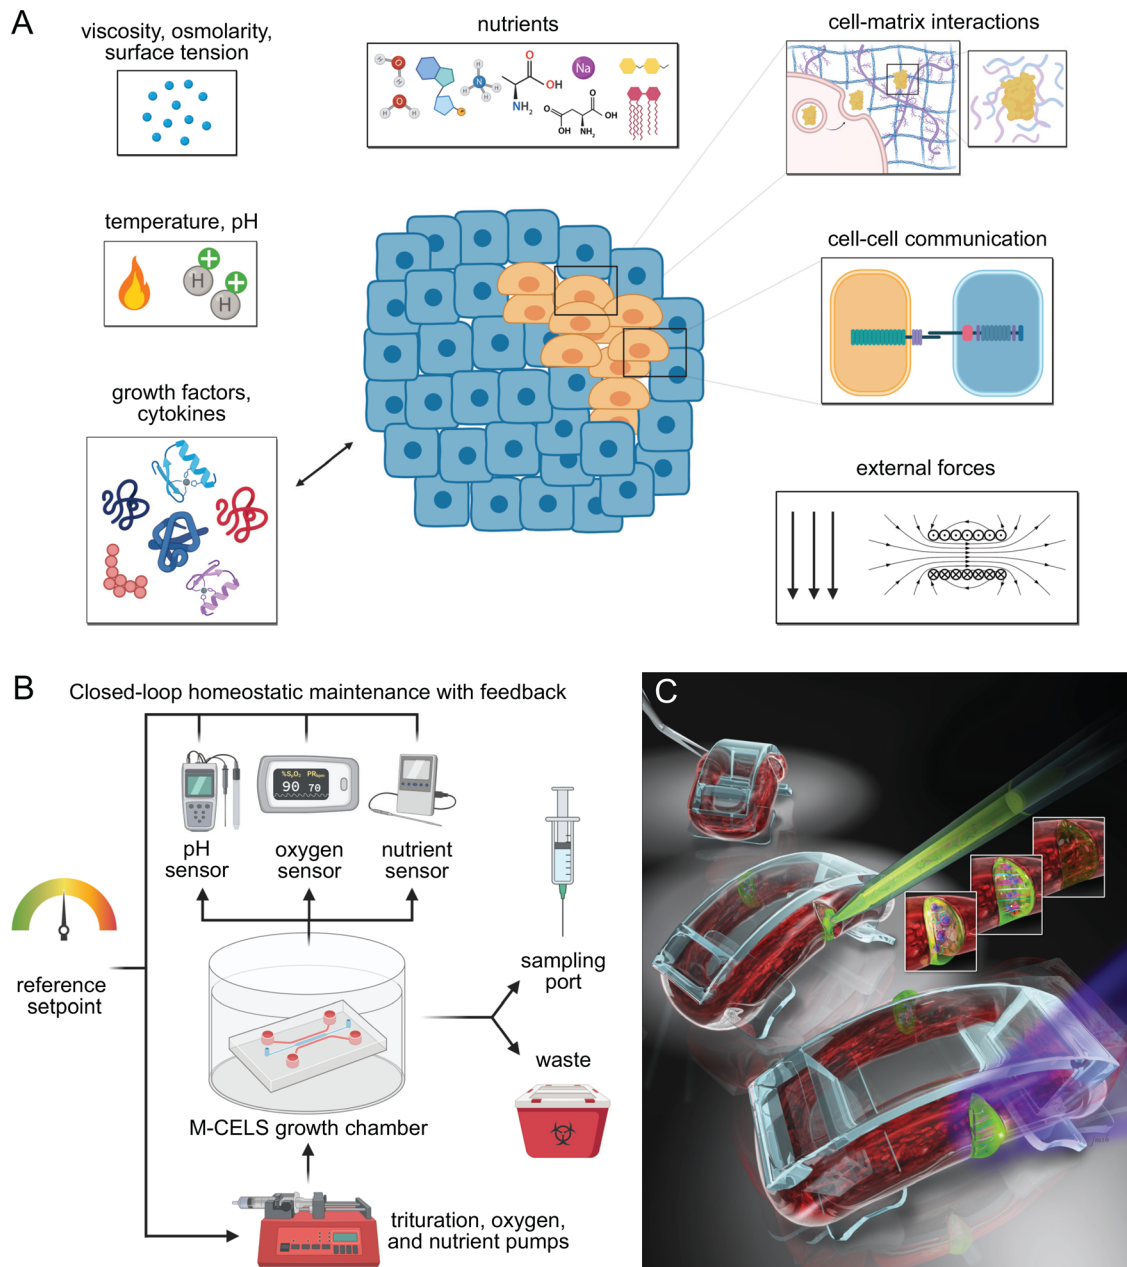 A
viscosity, osmolarity,
surface tension
nutrients
H
O
H
H
O
H
P
H
N
H
H
H
O
OH
NH₂
Na
O
O
OH
OH
NH₂
cell-matrix interactions
temperature, pH
H
H
cell-cell communication
growth factors,
cytokines
external forces
B
Closed-loop homeostatic maintenance with feedback
%SₚO₂ PRbpm
90 70
pH
sensor
oxygen
sensor
nutrient
sensor
reference
setpoint
sampling
port
waste
M-CELS growth chamber
trituration, oxygen,
and nutrient pumps
C